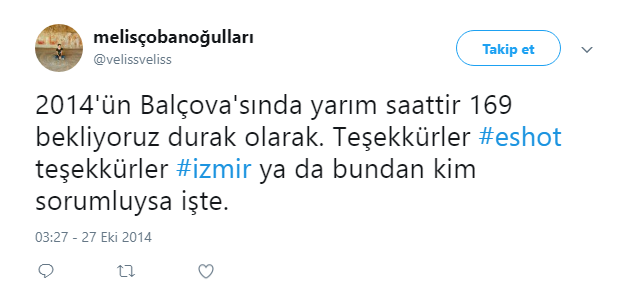 melisçobanoğulları
@velissveliss
Takip et
2014'ün Balçova'sında yarım saattir 169
bekliyoruz durak olarak. Teşekkürler #eshot
teşekkürler #izmir ya da bundan kim
sorumluysa işte.
03:27 - 27 Eki 2014